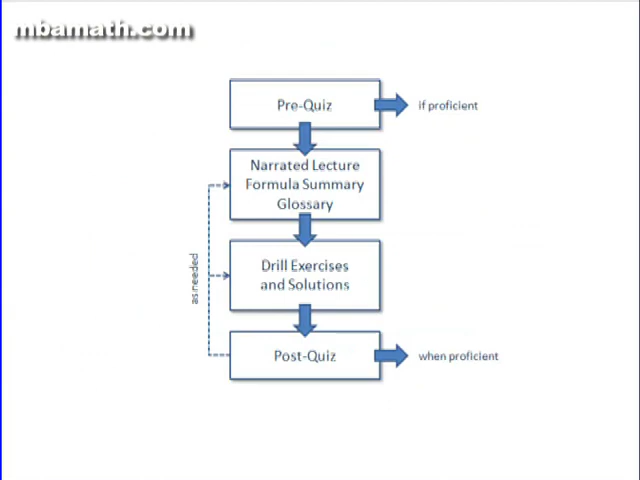 mbamath.com
Pre-Quiz
if proficient
Narrated Lecture
Formula Summary
Glossary
as needed
Drill Exercises
and Solutions
Post-Quiz
when proficient